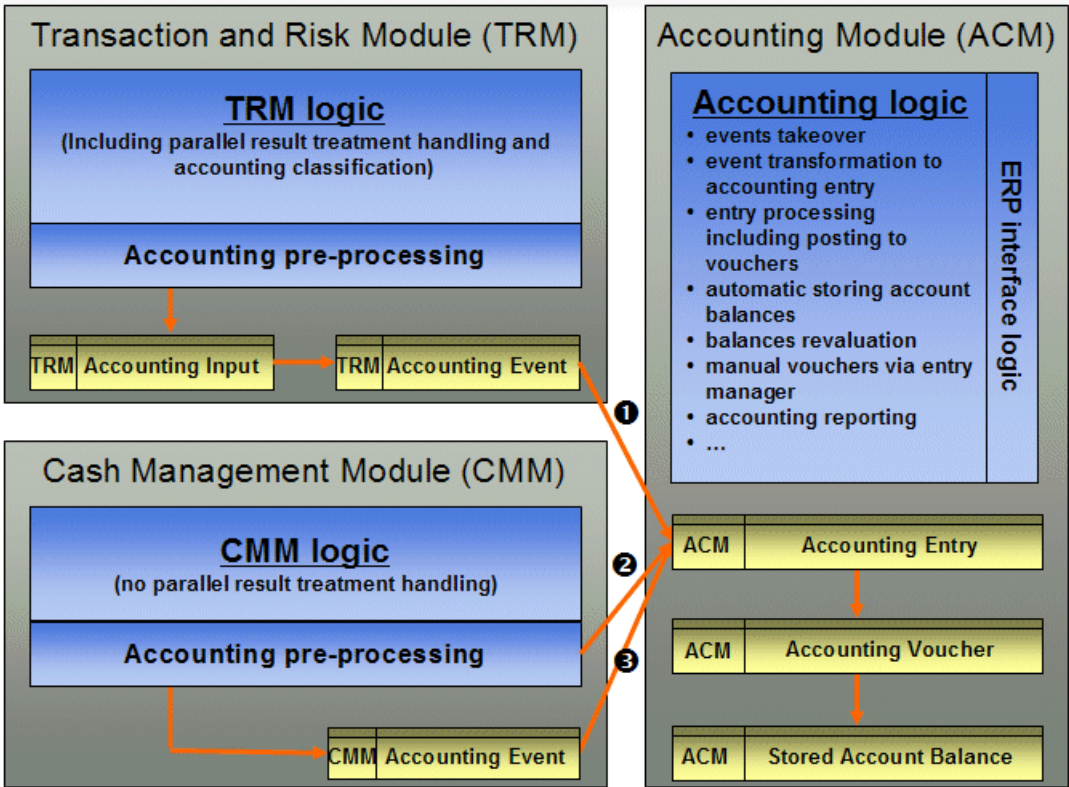 Transaction and Risk Module (TRM)
TRM logic
(Including parallel result treatment handling and
accounting classification)
Accounting pre-processing
TRM Accounting Input
TRM Accounting Event
Cash Management Module (CMM)
CMM logic
(no parallel result treatment handling)
Accounting pre-processing
CMM Accounting Event
❶
❷
❸
Accounting Module (ACM)
Accounting logic
• events takeover
• event transformation to
accounting entry
• entry processing
including posting to
vouchers
• automatic storing account
balances
• balances revaluation
• manual vouchers via entry
manager
• accounting reporting
• ...
ERP interface
logic
ACM Accounting Entry
ACM Accounting Voucher
ACM Stored Account Balance